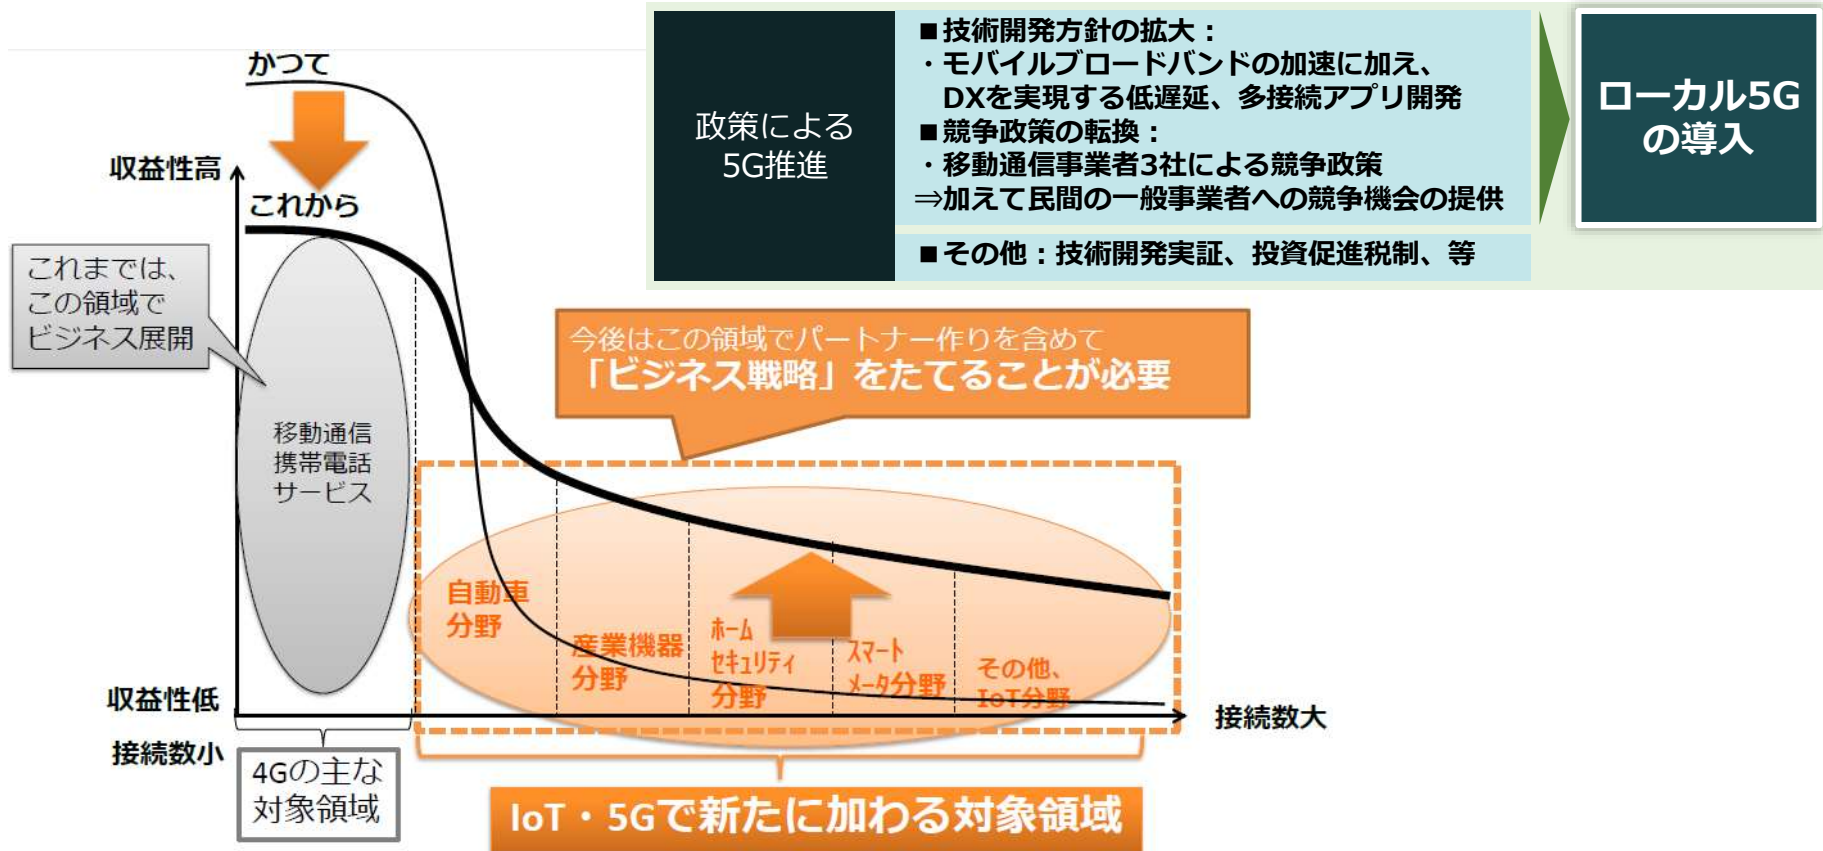 政策による
5G推進
■技術開発方針の拡大：
・モバイルブロードバンドの加速に加え、
DXを実現する低遅延、多接続アプリ開発
■競争政策の転換：
・移動通信事業者3社による競争政策
⇒加えて民間の一般事業者への競争機会の提供
■その他：技術開発実証、投資促進税制、等
ローカル5G
の導入
かつて
収益性高
これから
これまでは、
この領域で
ビジネス展開
今後はこの領域でパートナー作りを含めて
「ビジネス戦略」をたてることが必要
移動通信
携帯電話
サービス
自動車
分野
産業機器
分野
ﾎｰﾑ
ｾｷｭﾘﾃｨ
分野
ｽﾏｰﾄ
ﾒｰﾀ分野
その他、
IoT分野
収益性低
接続数大
接続数小
4Gの主な
対象領域
IoT・5Gで新たに加わる対象領域